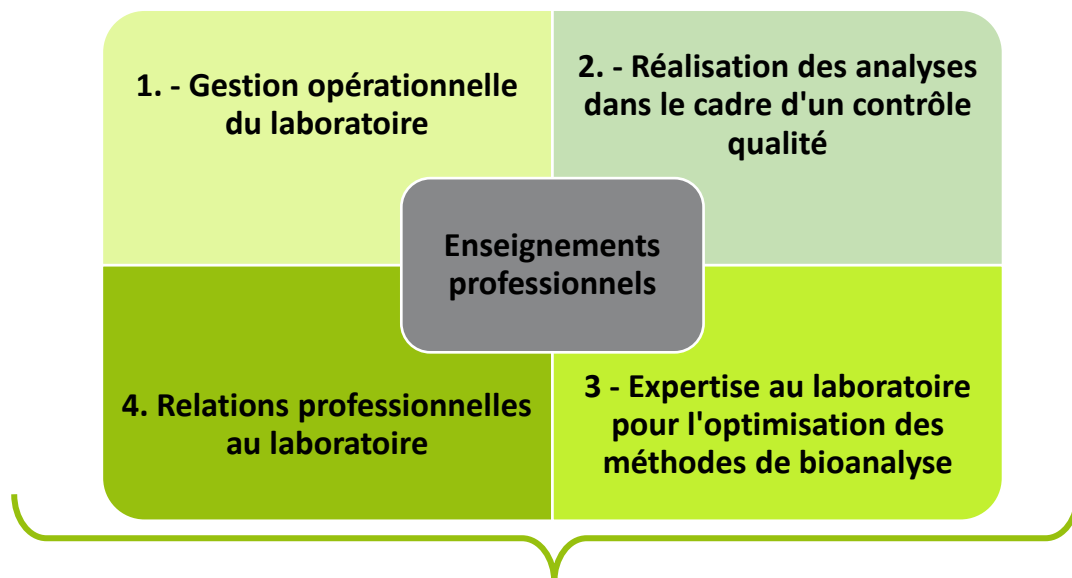 1. - Gestion opérationnelle
du laboratoire
2. - Réalisation des analyses
dans le cadre d'un contrôle
qualité
Enseignements
professionnels
4. Relations professionnelles
au laboratoire
3 - Expertise au laboratoire
pour l'optimisation des
méthodes de bioanalyse